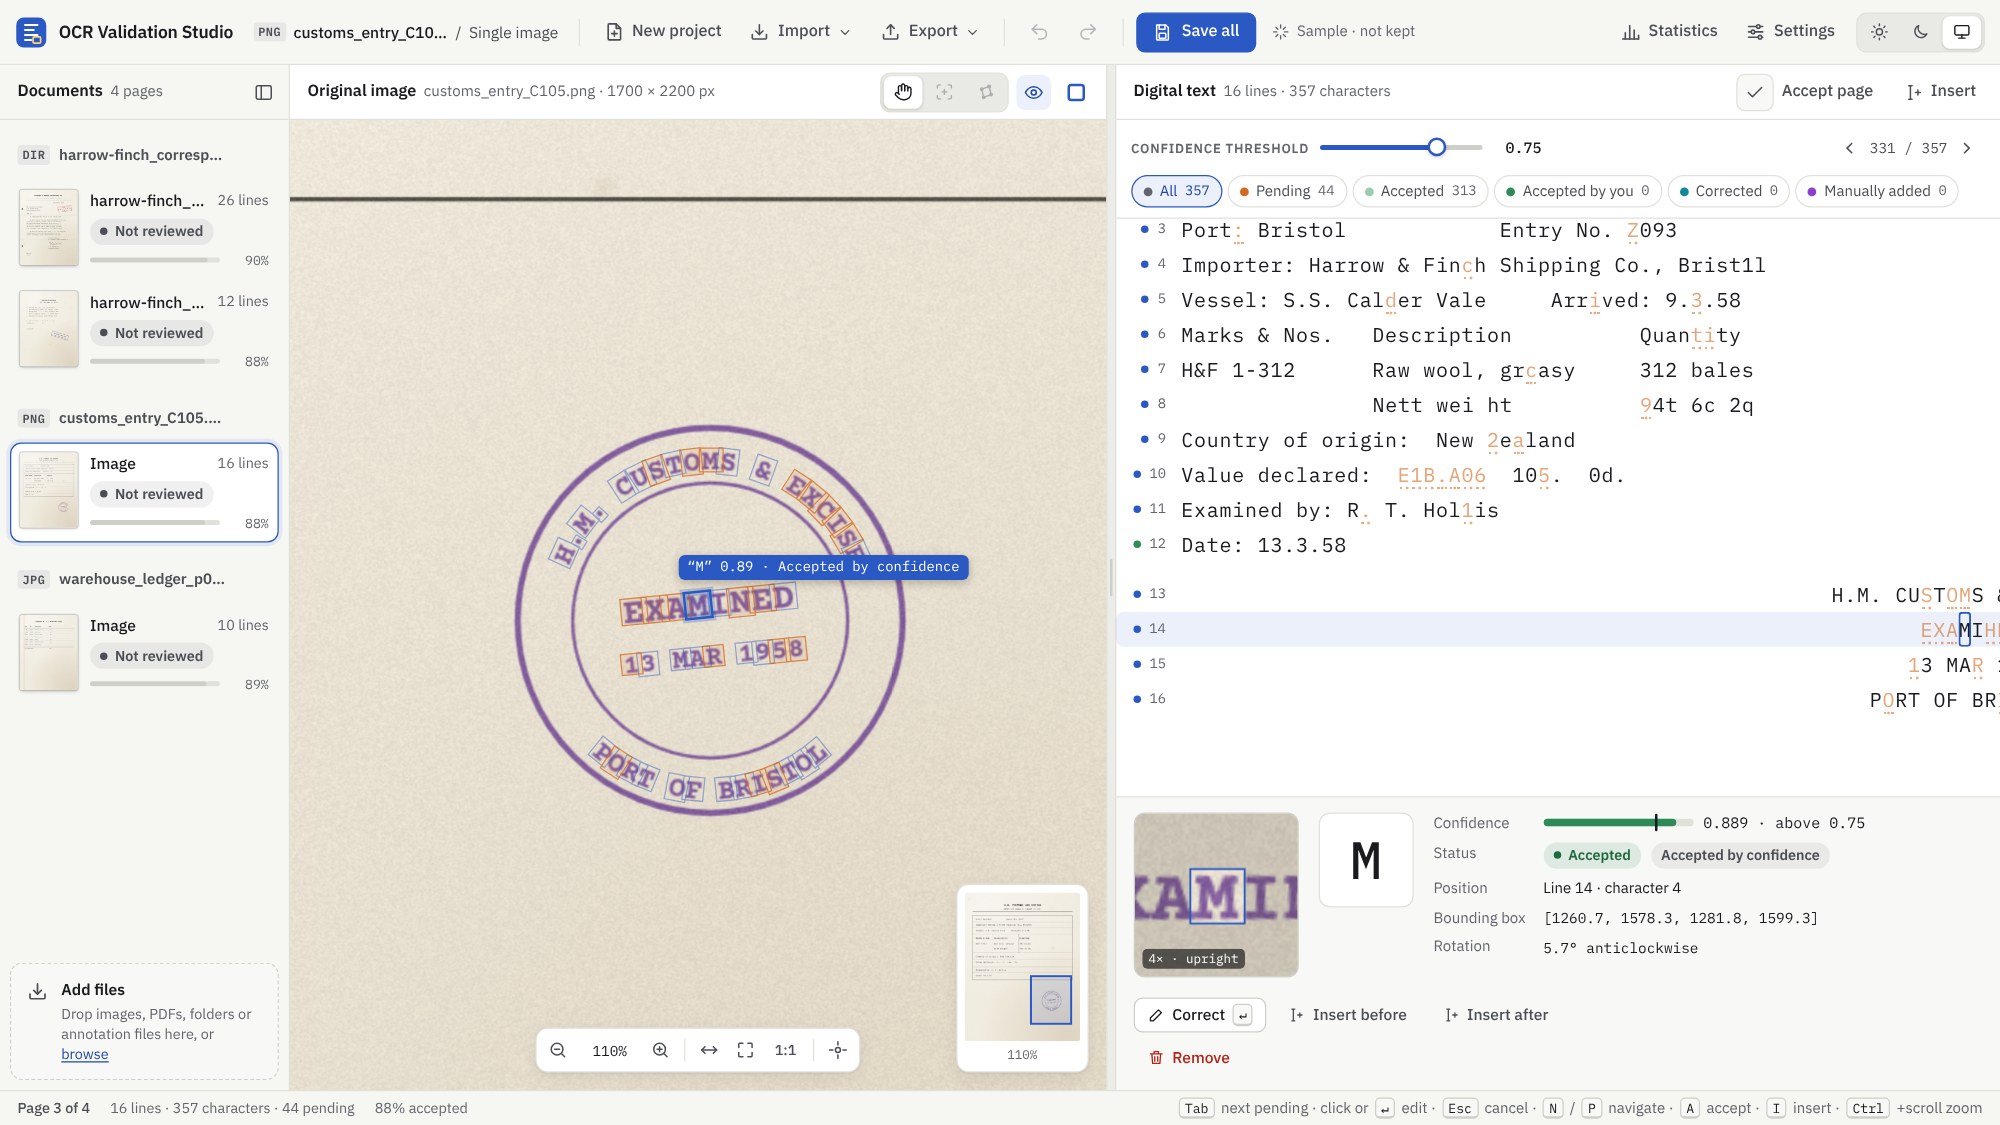 OCR Validation Studio
PNG customs_entry_C10... / Single image
New project
Import
Export
Save all
Sample · not kept
Statistics
Settings
Documents 4 pages
DIR harrow-finch_corresp...
harrow-finch_... 26 lines
Not reviewed
90%
harrow-finch_... 12 lines
Not reviewed
88%
PNG customs_entry_C105....
Image 16 lines
Not reviewed
88%
JPG warehouse_ledger_p0...
Image 10 lines
Not reviewed
89%
Add files
Drop images, PDFs, folders or
annotation files here, or
browse
Original image customs_entry_C105.png · 1700 × 2200 px
H.M. CUSTOMS & EXCISE
“M” 0.89 · Accepted by confidence
EXAMINED
13 MAR 1958
PORT OF BRISTOL
110%
1:1
110%
Digital text 16 lines · 357 characters
Accept page
Insert
CONFIDENCE THRESHOLD 0.75
331 / 357
All 357
Pending 44
Accepted 313
Accepted by you 0
Corrected 0
Manually added 0
3 Port: Bristol Entry No. Z093
4 Importer: Harrow & Finch Shipping Co., Brist1l
5 Vessel: S.S. Calder Vale Arrived: 9.3.58
6 Marks & Nos. Description Quantity
7 H&F 1-312 Raw wool, grcasy 312 bales
8 Nett wei ht 94t 6c 2q
9 Country of origin: New 2ealand
10 Value declared: E1B.A06 105. 0d.
11 Examined by: R. T. Hol1is
12 Date: 13.3.58
13 H.M. CUSTOMS &
14 EXAMIH
15 13 MAR 1
16 PORT OF BRI
XAMIN
4× · upright
M
Confidence 0.889 · above 0.75
Status Accepted Accepted by confidence
Position Line 14 · character 4
Bounding box [1260.7, 1578.3, 1281.8, 1599.3]
Rotation 5.7° anticlockwise
Correct ↵
Insert before
Insert after
Remove
Page 3 of 4 16 lines · 357 characters · 44 pending 88% accepted
Tab next pending · click or ↵ edit · Esc cancel · N / P navigate · A accept · I insert · Ctrl +scroll zoom